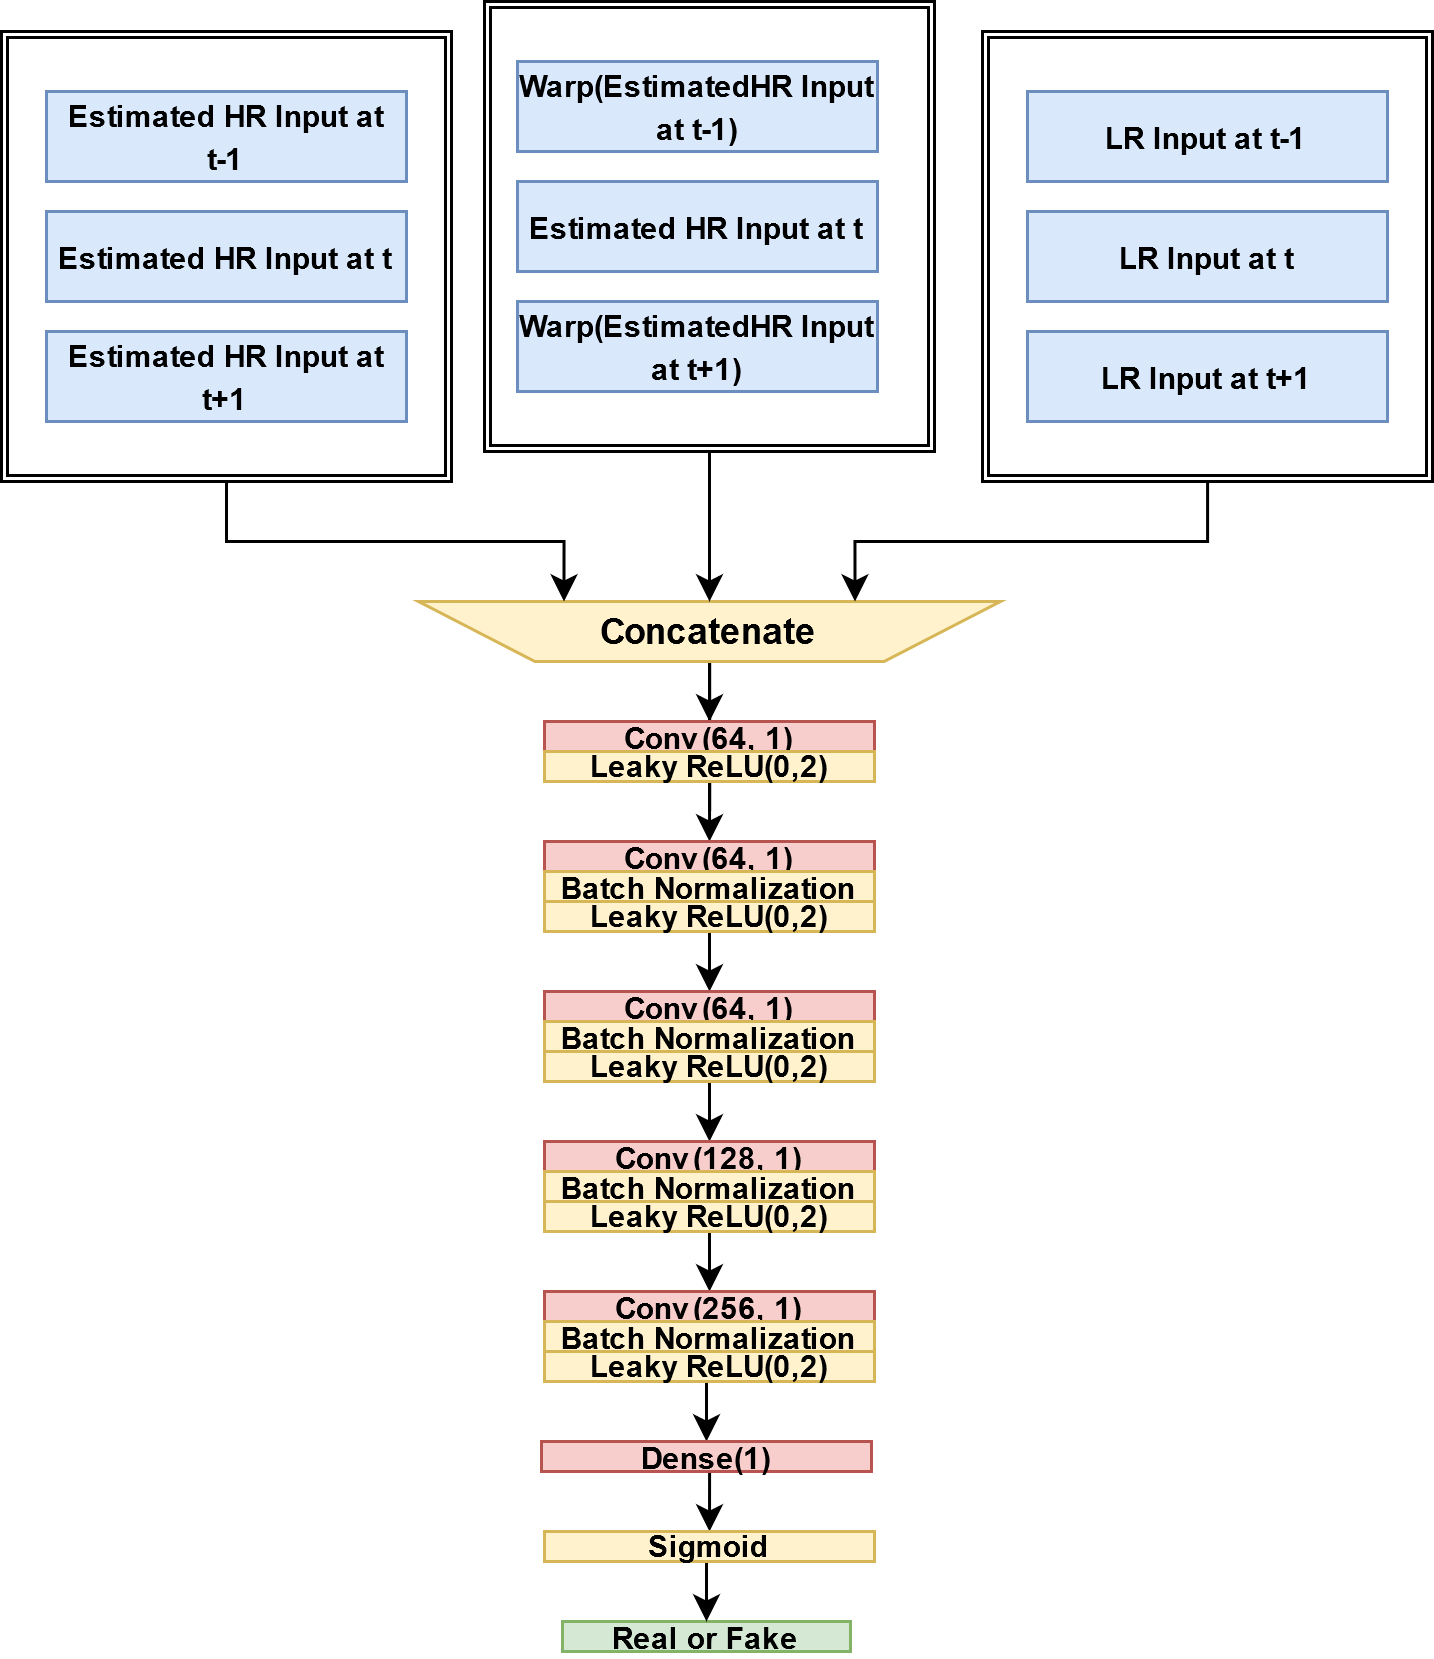 Estimated HR Input at
t-1
Estimated HR Input at t
Estimated HR Input at
t+1
Warp(EstimatedHR Input
at t-1)
Estimated HR Input at t
Warp(EstimatedHR Input
at t+1)
LR Input at t-1
LR Input at t
LR Input at t+1
Concatenate
Conv(64, 1)
Leaky ReLU(0,2)
Conv(64, 1)
Batch Normalization
Leaky ReLU(0,2)
Conv(64, 1)
Batch Normalization
Leaky ReLU(0,2)
Conv(128, 1)
Batch Normalization
Leaky ReLU(0,2)
Conv(256, 1)
Batch Normalization
Leaky ReLU(0,2)
Dense(1)
Sigmoid
Real or Fake